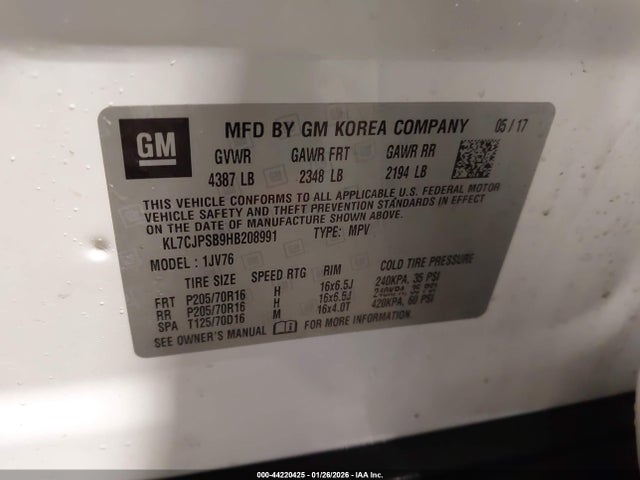 GM MFD BY GM KOREA COMPANY 05 / 17
GVWR GAWR FRT GAWR RR
4387 LB 2348 LB 2194 LB
THIS VEHICLE CONFORMS TO ALL APPLICABLE U.S. FEDERAL MOTOR
VEHICLE SAFETY AND THEFT PREVENTION STANDARDS IN EFFECT
ON THE DATE OF MANUFACTURE SHOWN ABOVE.
KL7CJPSB9HB208991 TYPE: MPV
MODEL : 1JV76
TIRE SIZE SPEED RTG RIM COLD TIRE PRESSURE
FRT P205/70R16 H 16x6.5J 240KPA, 35 PSI
RR P205/70R16 H 16x6.5J 240KPA, 35 PSI
SPA T125/70D16 M 16x4.0T 420KPA, 60 PSI
SEE OWNER'S MANUAL FOR MORE INFORMATION.
000-44220425 · 01/26/2026 · IAA Inc.